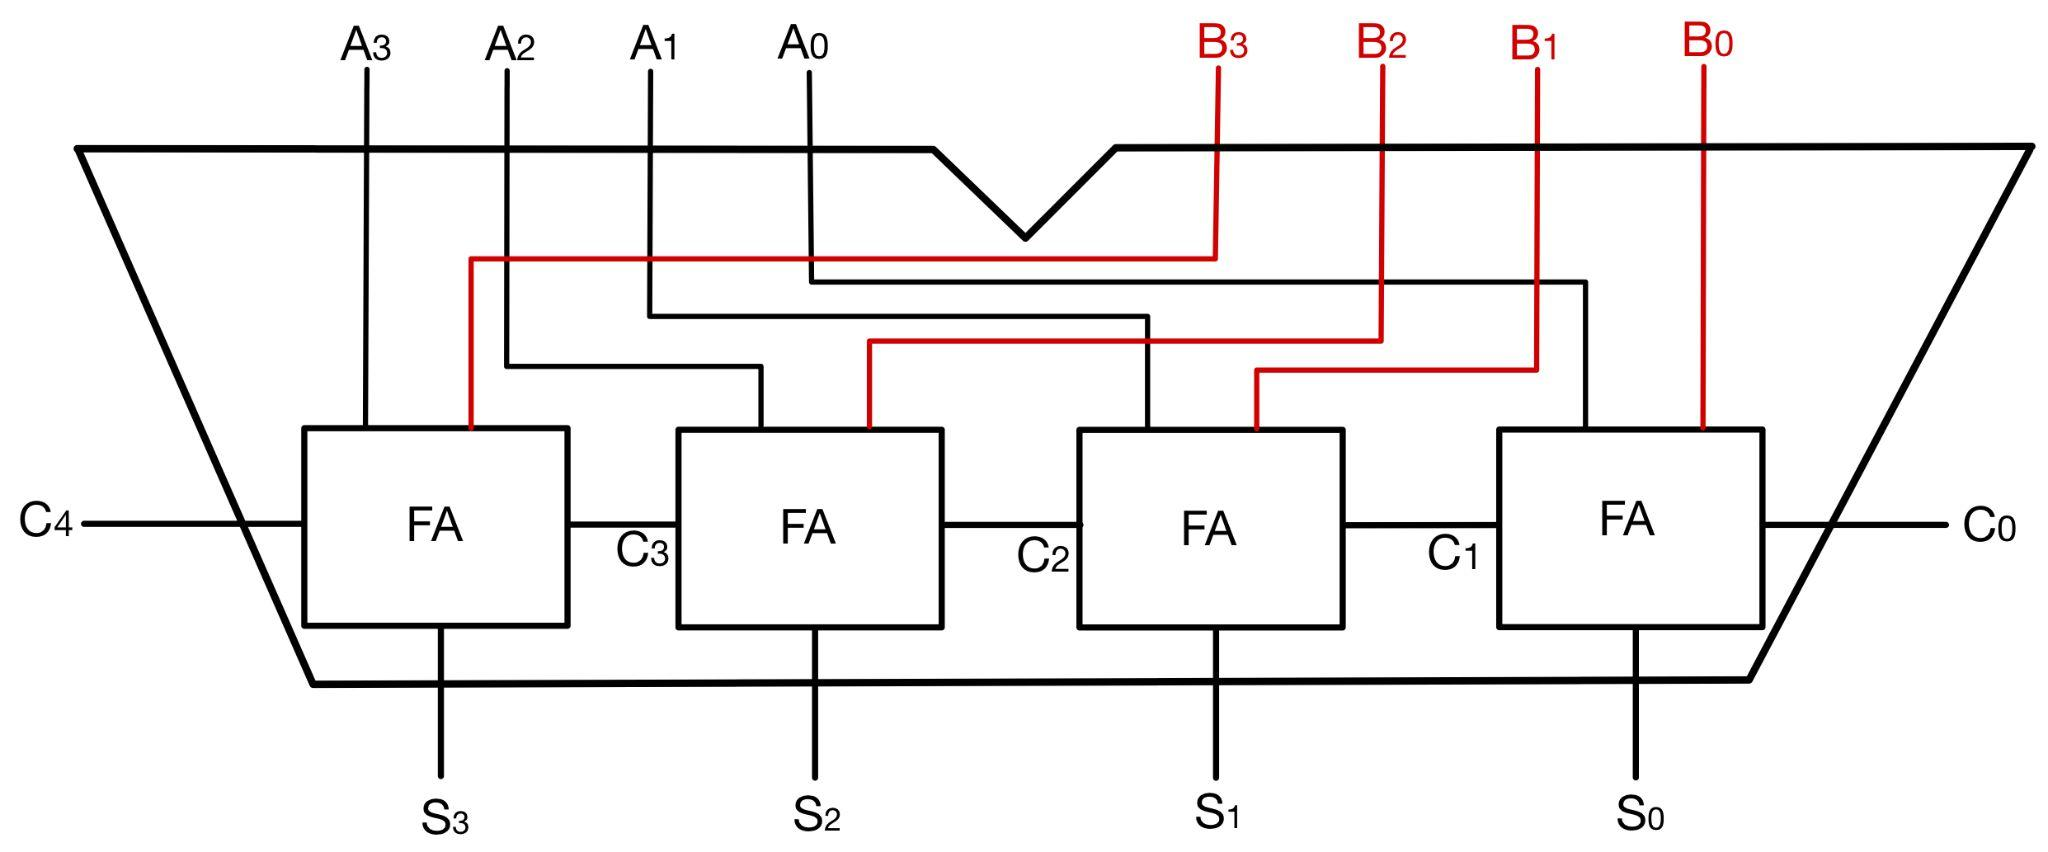 A3 A2 A1 A0 B3 B2 B1 B0
C4 FA C3 FA C2 FA C1 FA C0
S3 S2 S1 S0